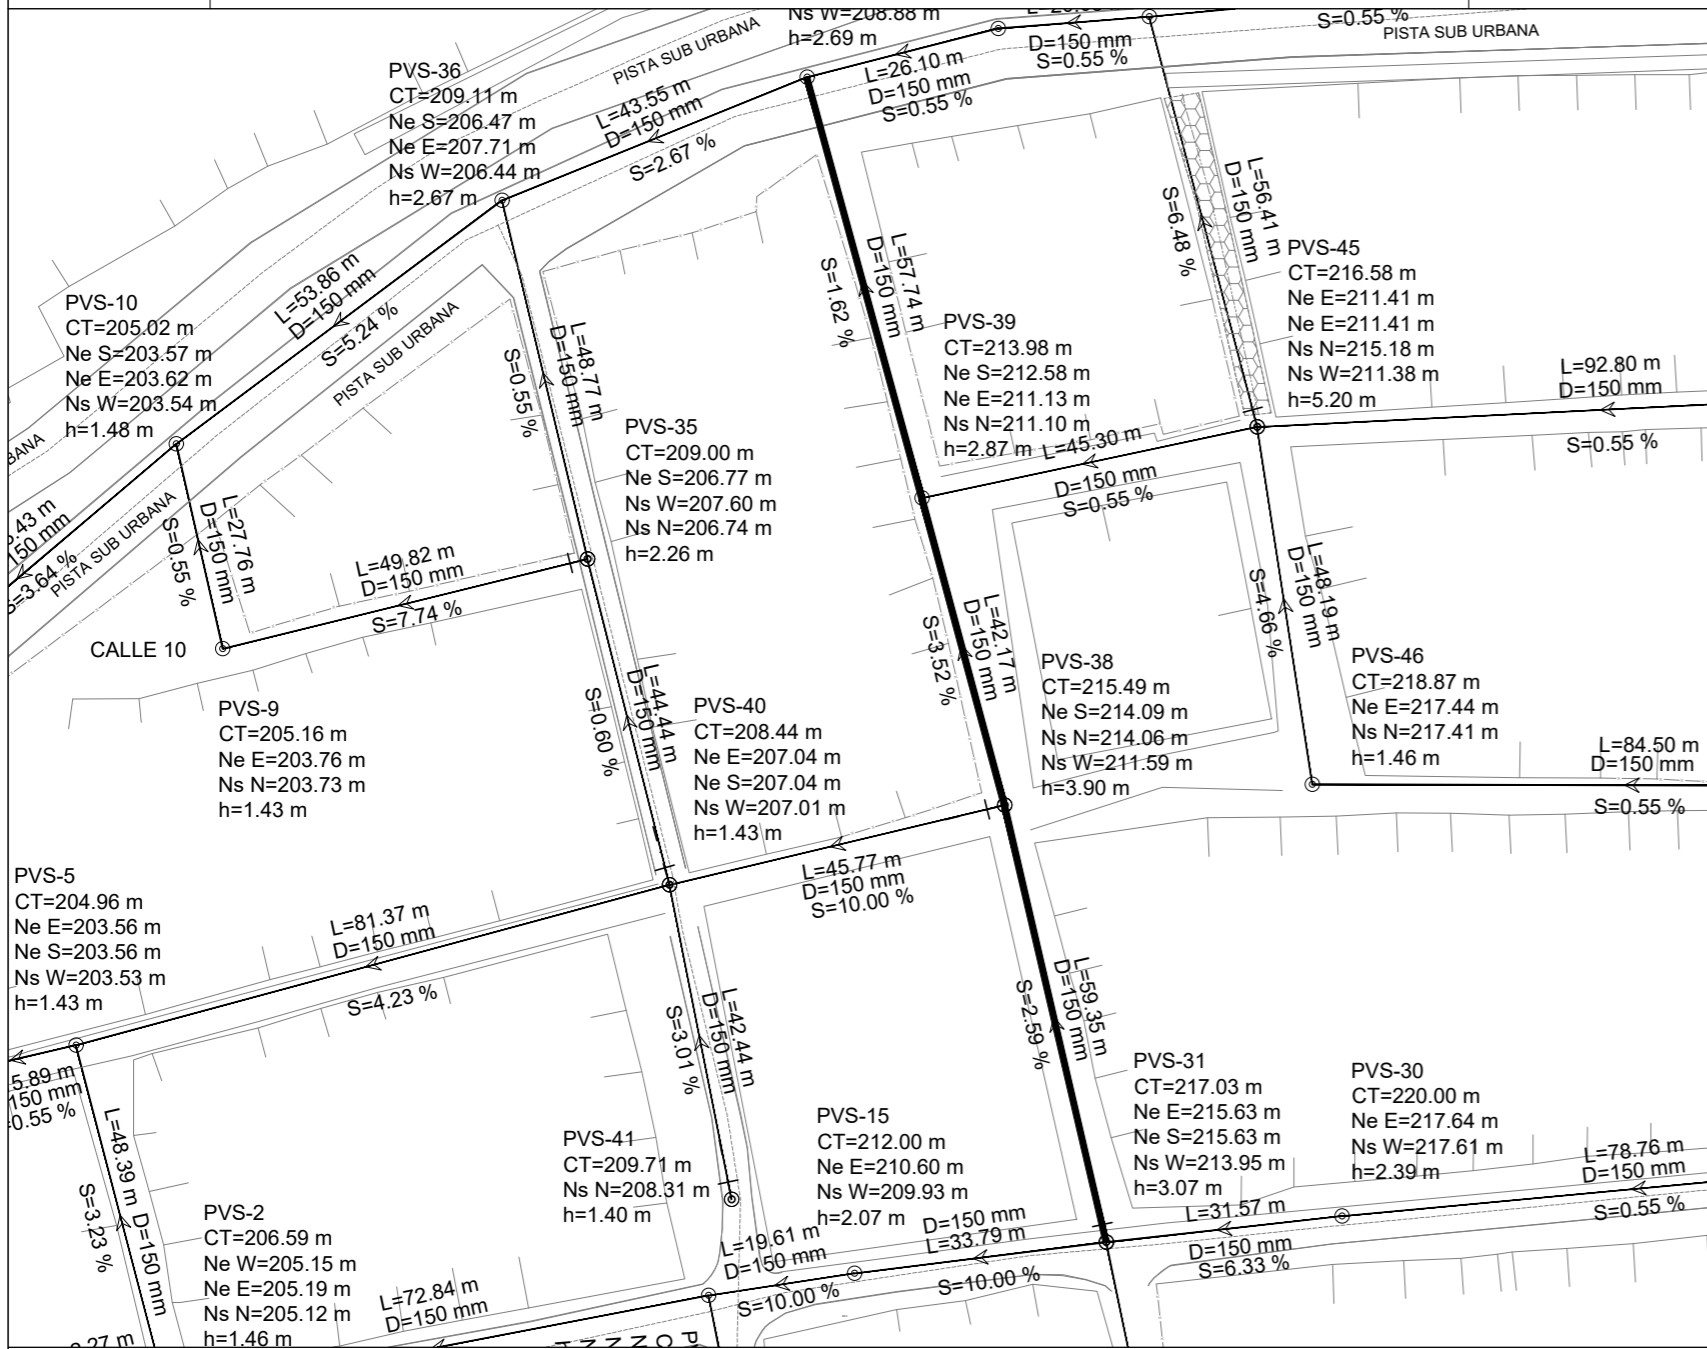 Ns W=208.88 m
h=2.69 m
PISTA SUB URBANA
D=150 mm
S=0.55 %
S=0.55 %
PISTA SUB URBANA
L=26.10 m
D=150 mm
S=0.55 %
PVS-36
CT=209.11 m
Ne S=206.47 m
Ne E=207.71 m
Ns W=206.44 m
h=2.67 m
L=43.55 m
D=150 mm
S=2.67 %
L=56.41 m
D=150 mm
S=6.48 %
PVS-45
CT=216.58 m
Ne E=211.41 m
Ne E=211.41 m
Ns N=215.18 m
Ns W=211.38 m
h=5.20 m
L=57.74 m
D=150 mm
S=1.62 %
PVS-10
CT=205.02 m
Ne S=203.57 m
Ne E=203.62 m
Ns W=203.54 m
h=1.48 m
L=53.86 m
D=150 mm
S=5.24 %
PISTA SUB URBANA
PVS-39
CT=213.98 m
Ne S=212.58 m
Ne E=211.13 m
Ns N=211.10 m
h=2.87 m
L=48.77 m
D=150 mm
S=0.55 %
L=92.80 m
D=150 mm
S=0.55 %
PVS-35
CT=209.00 m
Ne S=206.77 m
Ns W=207.60 m
Ns N=206.74 m
h=2.26 m
L=45.30 m
D=150 mm
S=0.55 %
BANA
.43 m
150 mm
S=3.64 %
PISTA SUB URBANA
L=27.76 m
D=150 mm
S=0.55 %
L=49.82 m
D=150 mm
S=7.74 %
CALLE 10
L=48.19 m
D=150 mm
S=4.66 %
L=42.17 m
D=150 mm
S=3.52 %
PVS-38
CT=215.49 m
Ne S=214.09 m
Ns N=214.06 m
Ns W=211.59 m
h=3.90 m
PVS-46
CT=218.87 m
Ne E=217.44 m
Ns N=217.41 m
h=1.46 m
L=44.44 m
D=150 mm
S=0.60 %
PVS-9
CT=205.16 m
Ne E=203.76 m
Ns N=203.73 m
h=1.43 m
PVS-40
CT=208.44 m
Ne E=207.04 m
Ne S=207.04 m
Ns W=207.01 m
h=1.43 m
L=84.50 m
D=150 mm
S=0.55 %
PVS-5
CT=204.96 m
Ne E=203.56 m
Ne S=203.56 m
Ns W=203.53 m
h=1.43 m
L=81.37 m
D=150 mm
S=4.23 %
L=45.77 m
D=150 mm
S=10.00 %
L=42.44 m
D=150 mm
S=3.01 %
L=59.35 m
D=150 mm
S=2.59 %
5.89 m
150 mm
0.55 %
L=48.39 m D=150 mm
S=3.23 %
PVS-31
CT=217.03 m
Ne E=215.63 m
Ne S=215.63 m
Ns W=213.95 m
h=3.07 m
PVS-30
CT=220.00 m
Ne E=217.64 m
Ns W=217.61 m
h=2.39 m
PVS-41
CT=209.71 m
Ns N=208.31 m
h=1.40 m
PVS-15
CT=212.00 m
Ne E=210.60 m
Ns W=209.93 m
h=2.07 m
L=78.76 m
D=150 mm
S=0.55 %
L=31.57 m
D=150 mm
S=6.33 %
D=150 mm
L=33.79 m
S=10.00 %
L=19.61 m
D=150 mm
S=10.00 %
PVS-2
CT=206.59 m
Ne W=205.15 m
Ne E=205.19 m
Ns N=205.12 m
h=1.46 m
L=72.84 m
D=150 mm
.27 m